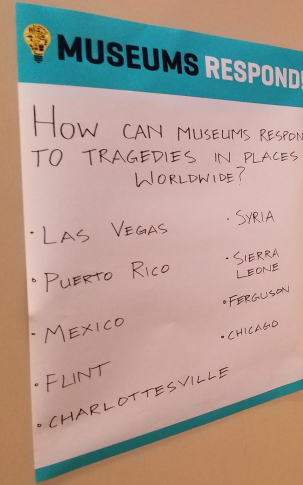 MUSEUMS RESPOND!
HOW CAN MUSEUMS RESPON
TO TRAGEDIES IN PLACES
WORLDWIDE?
• LAS VEGAS
• PUERTO RICO
• MEXICO
• FLINT
• CHARLOTTESVILLE
• SYRIA
• SIERRA
LEONE
• FERGUSON
• CHICAGO